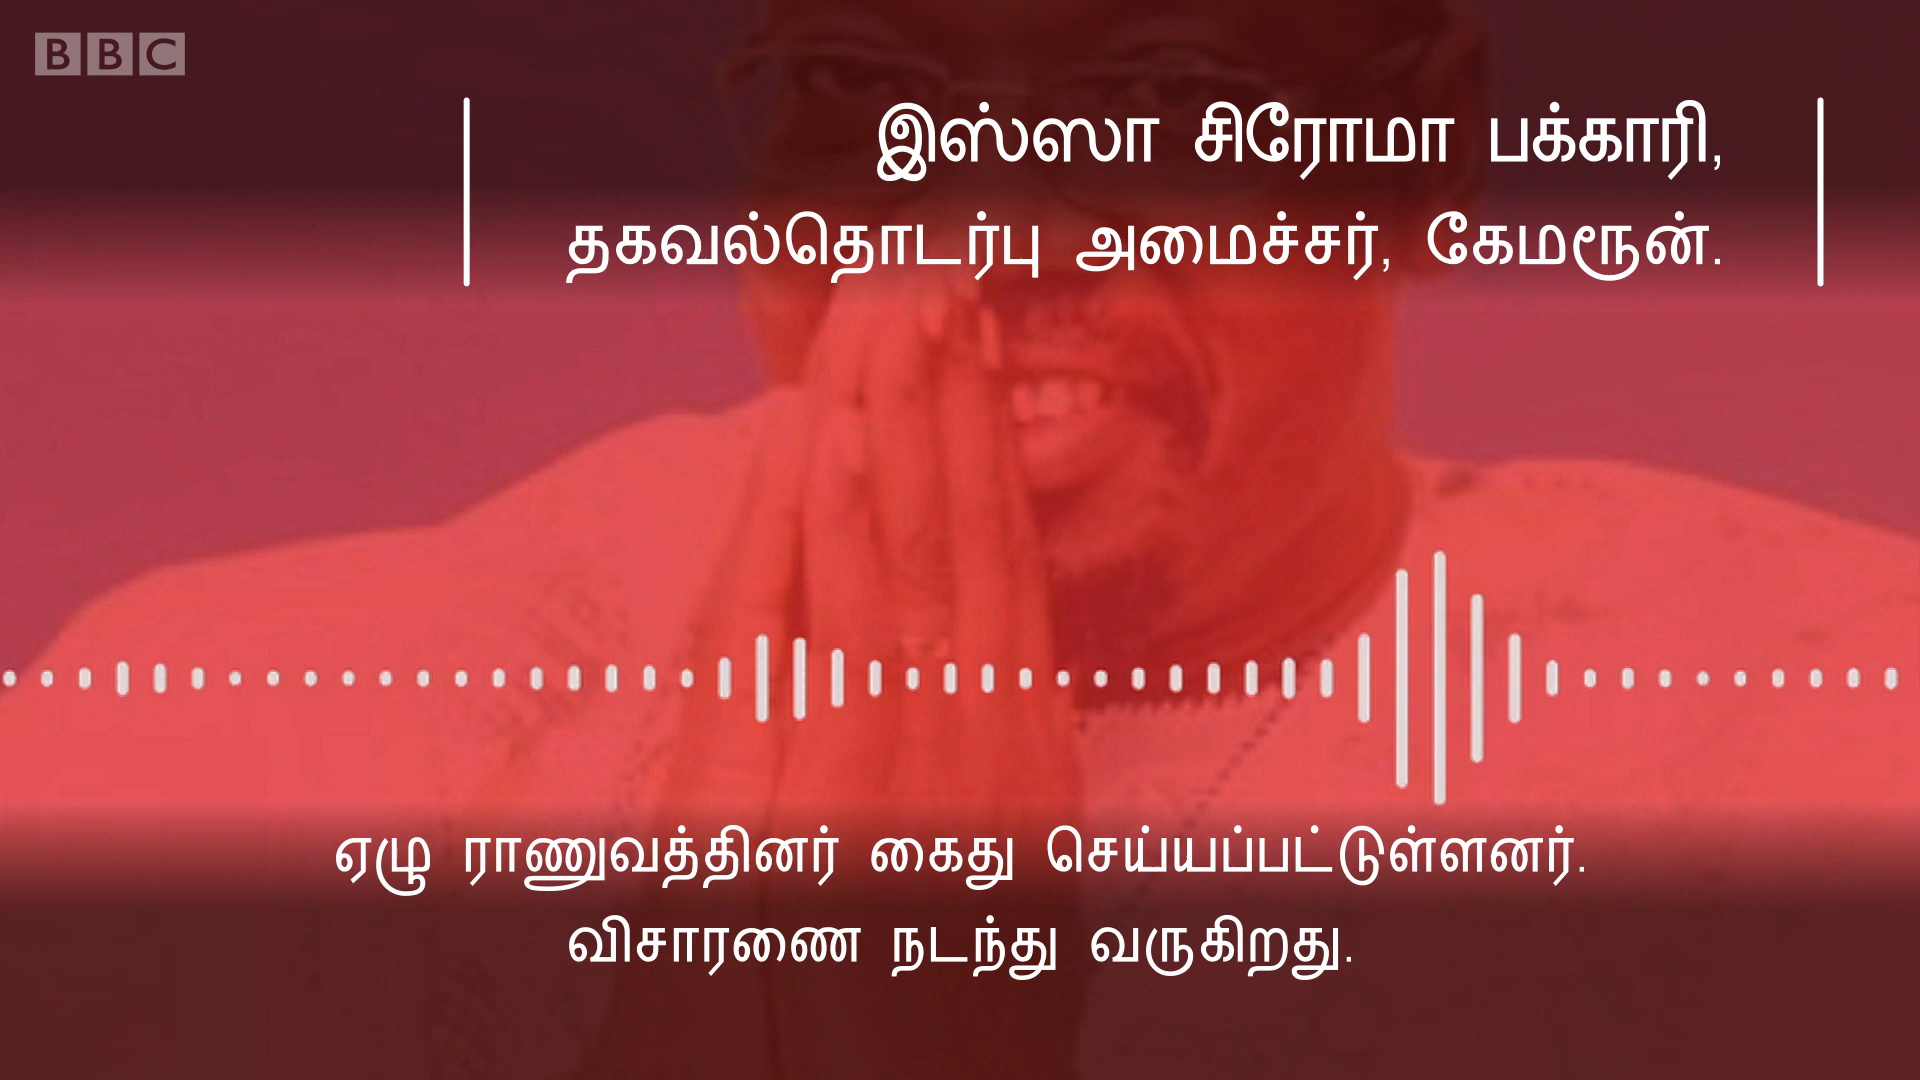 BBC
இஸ்ஸா சிரோமா பக்காரி,
தகவல்தொடர்பு அமைச்சர், கேமரூன்.
ஏழு ராணுவத்தினர் கைது செய்யப்பட்டுள்ளனர்.
விசாரணை நடந்து வருகிறது.